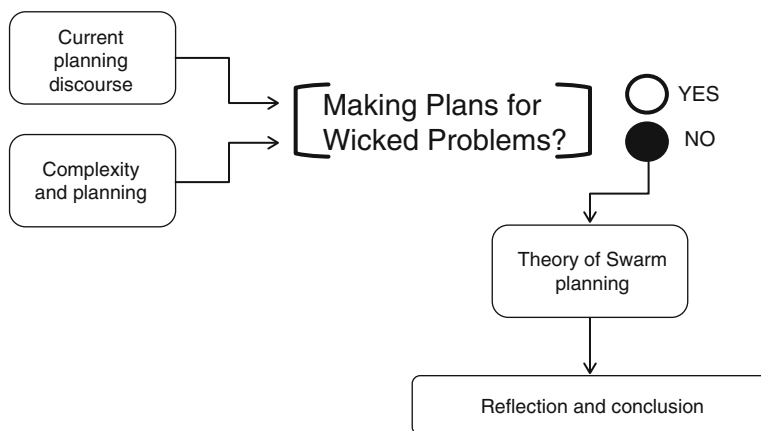 Current
planning
discourse
Complexity
and planning
Making Plans for
Wicked Problems?
YES
NO
Theory of Swarm
planning
Reflection and conclusion